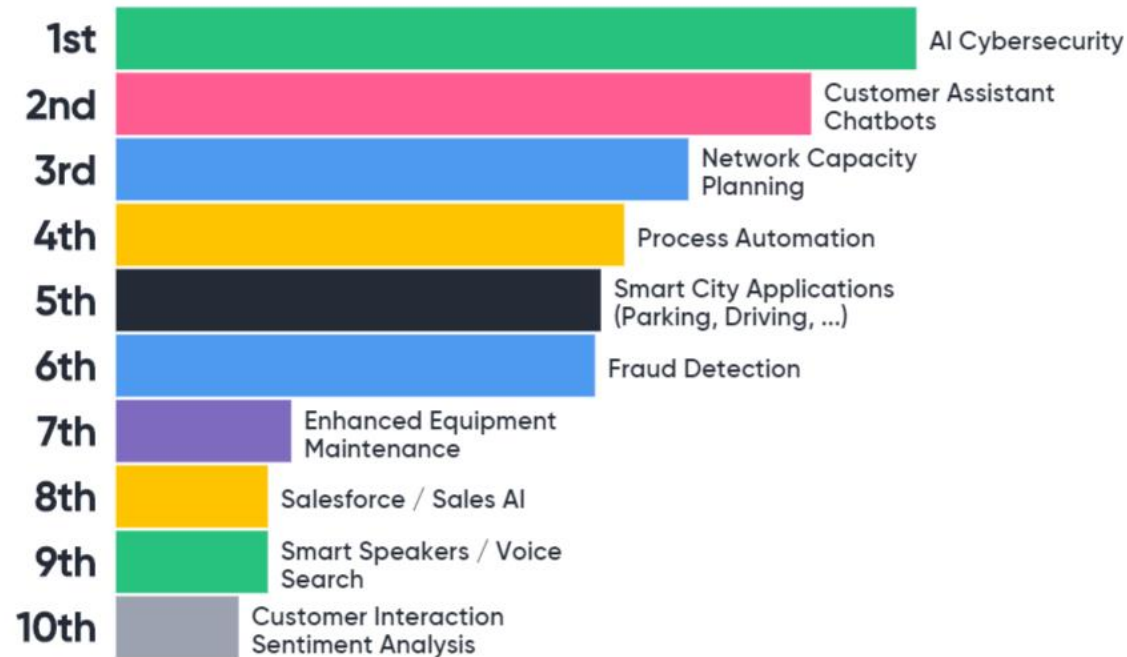 1st
AI Cybersecurity
2nd
Customer Assistant
Chatbots
3rd
Network Capacity
Planning
4th
Process Automation
5th
Smart City Applications
(Parking, Driving, ...)
6th
Fraud Detection
7th
Enhanced Equipment
Maintenance
8th
Salesforce / Sales AI
9th
Smart Speakers / Voice
Search
10th
Customer Interaction
Sentiment Analysis